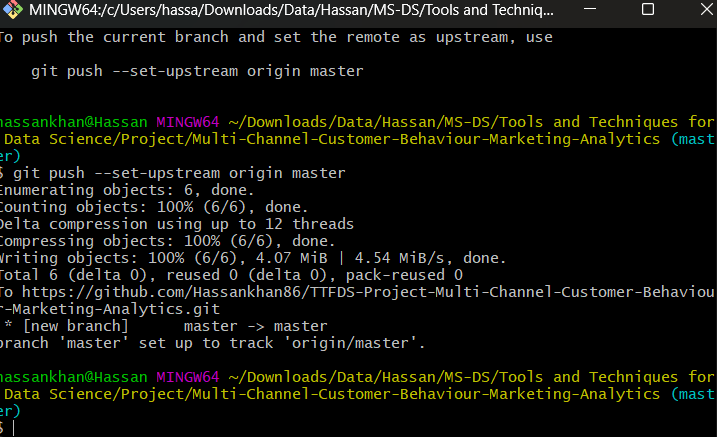 MINGW64:/c/Users/hassa/Downloads/Data/Hassan/MS-DS/Tools and Techniq...
To push the current branch and set the remote as upstream, use
git push --set-upstream origin master
hassankhan@Hassan MINGW64 ~/Downloads/Data/Hassan/MS-DS/Tools and Techniques for
Data Science/Project/Multi-Channel-Customer-Behaviour-Marketing-Analytics (mast
er)
$ git push --set-upstream origin master
Enumerating objects: 6, done.
Counting objects: 100% (6/6), done.
Delta compression using up to 12 threads
Compressing objects: 100% (6/6), done.
Writing objects: 100% (6/6), 4.07 MiB | 4.54 MiB/s, done.
Total 6 (delta 0), reused 0 (delta 0), pack-reused 0
To https://github.com/Hassankhan86/TTFDS-Project-Multi-Channel-Customer-Behaviou
r-Marketing-Analytics.git
* [new branch]      master -> master
branch 'master' set up to track 'origin/master'.
hassankhan@Hassan MINGW64 ~/Downloads/Data/Hassan/MS-DS/Tools and Techniques for
Data Science/Project/Multi-Channel-Customer-Behaviour-Marketing-Analytics (mast
er)
$